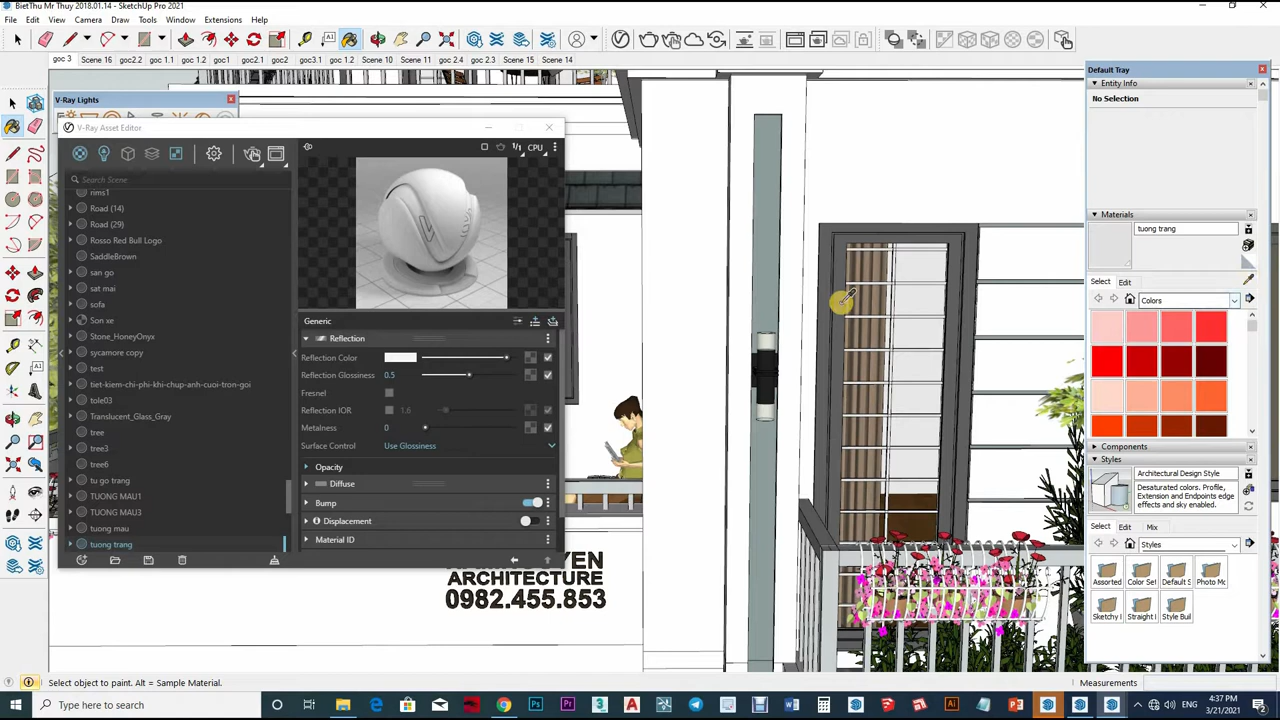 BietThu Mr Thuy 2018.01.14 - SketchUp Pro 2021
File Edit View Camera Draw Tools Window Extensions Help
goc 3 Scene 16 goc2.2 goc 1.1 goc 1.2 goc1 goc2.1 goc2 goc3.1 goc 1.3 Scene 10 Scene 11 goc 2.4 goc 2.3 Scene 15 Scene 14
V-Ray Lights
V-Ray Asset Editor
CPU
Search Scene
rims1
Road (14)
Road (29)
Rosso Red Bull Logo
SaddleBrown
san go
sat mai
sofa
Son xe
Stone_HoneyOnyx
sycamore copy
test
tiet-kiem-chi-phi-khi-chup-anh-cuoi-tron-goi
tole03
Translucent_Glass_Gray
tree
tree3
tree6
tu go trang
TUONG MAU1
TUONG MAU3
tuong mau
tuong trang
Generic
Reflection
Reflection Color
Reflection Glossiness 0.5
Fresnel
Reflection IOR 1.6
Metalness 0
Surface Control Use Glossiness
Opacity
Diffuse
Bump
Displacement
Material ID
ARCHITECTURE
0982.455.853
Default Tray
Entity Info
No Selection
Materials
tuong trang
Select Edit
Colors
Components
Styles
Architectural Design Style
Desaturated colors. Profile,
Extension and Endpoints edge
effects and sky enabled.
Select Edit Mix
Styles
Assorted Color Set Default S Photo Mo
Sketchy Straight Style Buil
Select object to paint. Alt = Sample Material.
Measurements
Type here to search
4:37 PM
3/21/2021